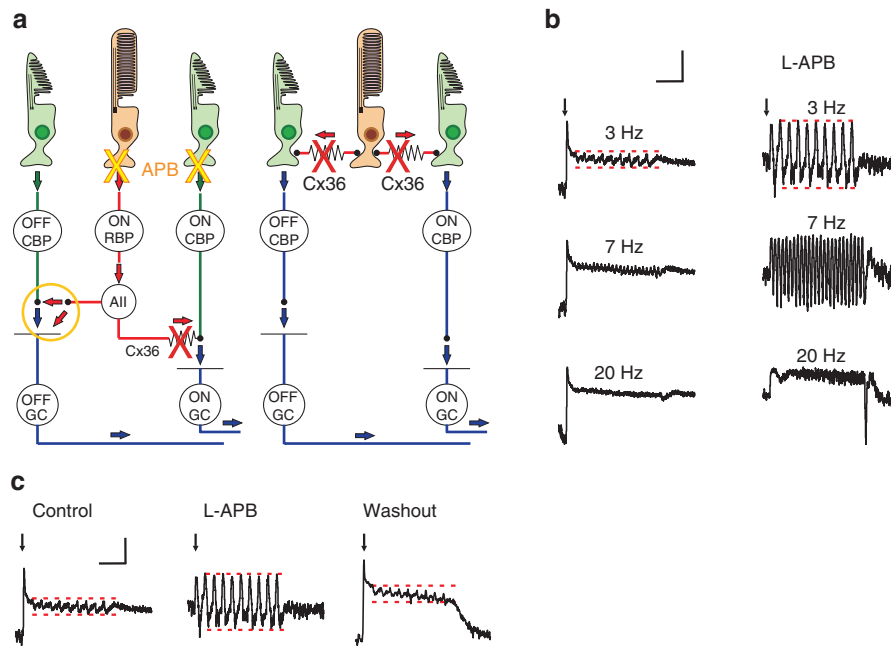 a
APB
Cx36
Cx36
OFF
CBP
ON
RBP
ON
CBP
OFF
CBP
ON
CBP
AII
Cx36
OFF
GC
ON
GC
OFF
GC
ON
GC
b
L-APB
3 Hz
3 Hz
7 Hz
7 Hz
20 Hz
20 Hz
c
Control
L-APB
Washout